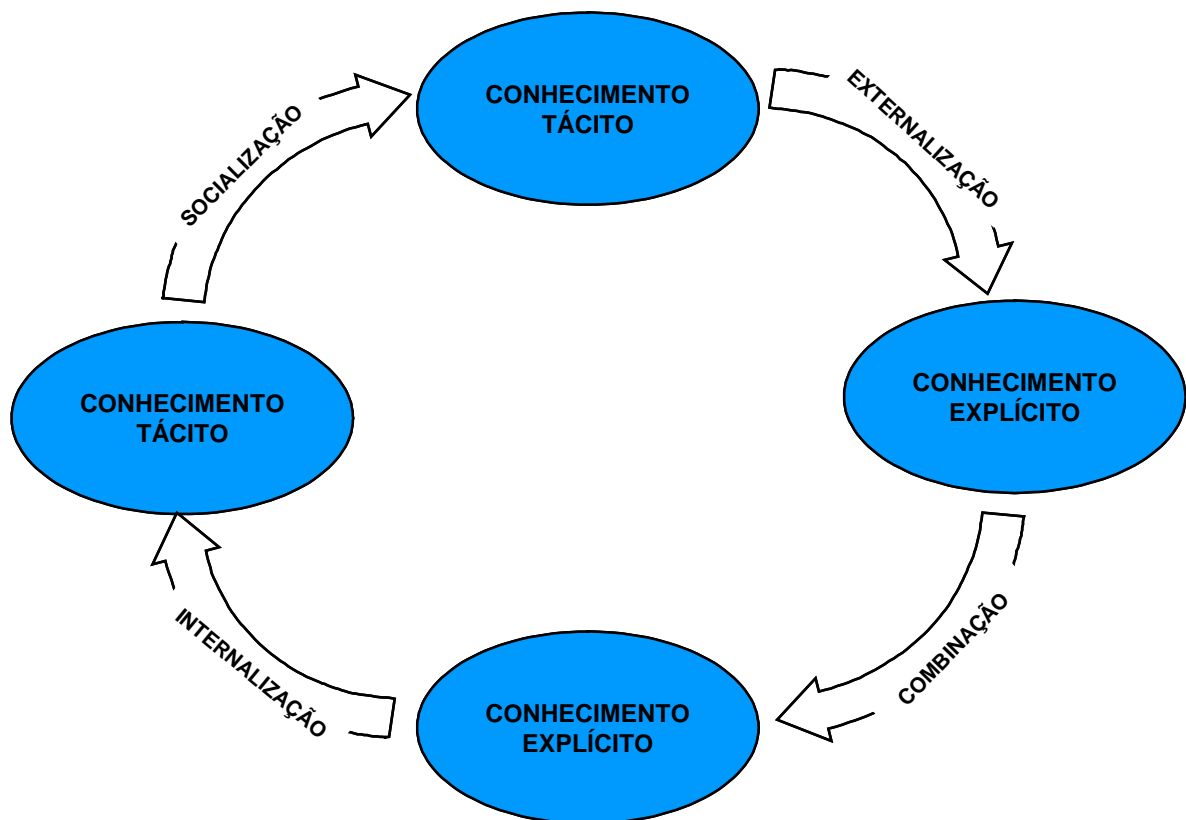 CONHECIMENTO
TÁCITO
EXTERNALIZAÇÃO
SOCIALIZAÇÃO
CONHECIMENTO
EXPLÍCITO
CONHECIMENTO
TÁCITO
COMBINAÇÃO
INTERNALIZAÇÃO
CONHECIMENTO
EXPLÍCITO